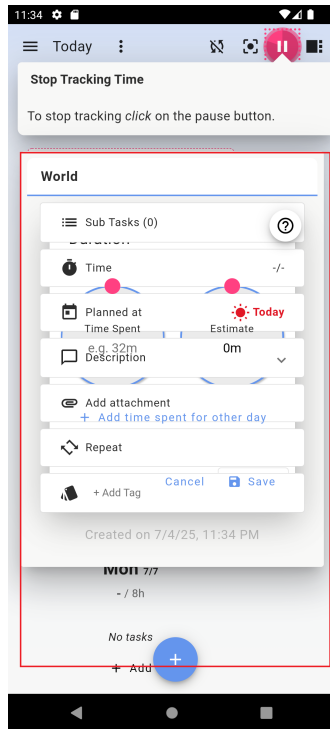 11:34
Today
Stop Tracking Time
To stop tracking click on the pause button.
World
Sub Tasks (0)
Duration
Time
-/-
Planned at
Today
Time Spent
Estimate
e.g. 32m
0m
Description
Add attachment
+ Add time spent for other day
Repeat
Cancel
Save
+ Add Tag
Created on 7/4/25, 11:34 PM
Mon 7/7
- / 8h
No tasks
+ Add